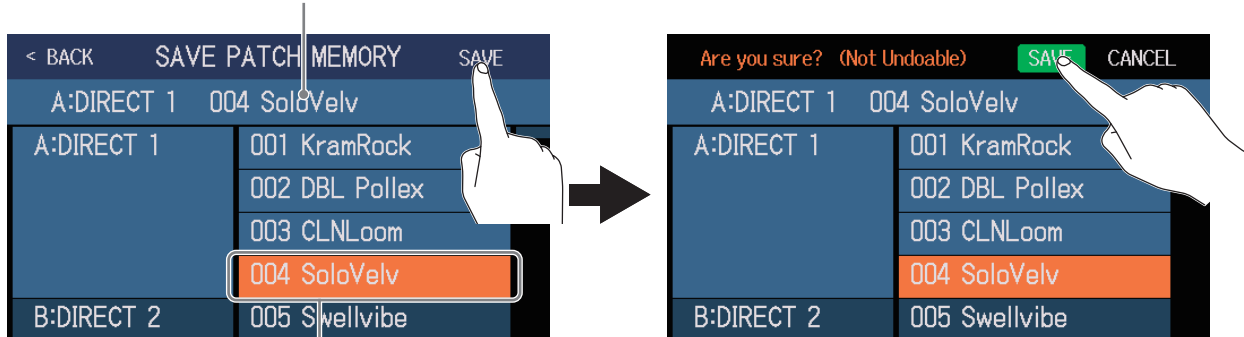 < BACK SAVE PATCH MEMORY SAVE
A:DIRECT 1 004 SoloVelv
A:DIRECT 1 001 KramRock
002 DBL Pollex
003 CLNLoom
004 SoloVelv
B:DIRECT 2 005 Swellvibe
Are you sure? (Not Undoable) SAVE CANCEL
A:DIRECT 1 004 SoloVelv
A:DIRECT 1 001 KramRock
002 DBL Pollex
003 CLNLoom
004 SoloVelv
B:DIRECT 2 005 Swellvibe